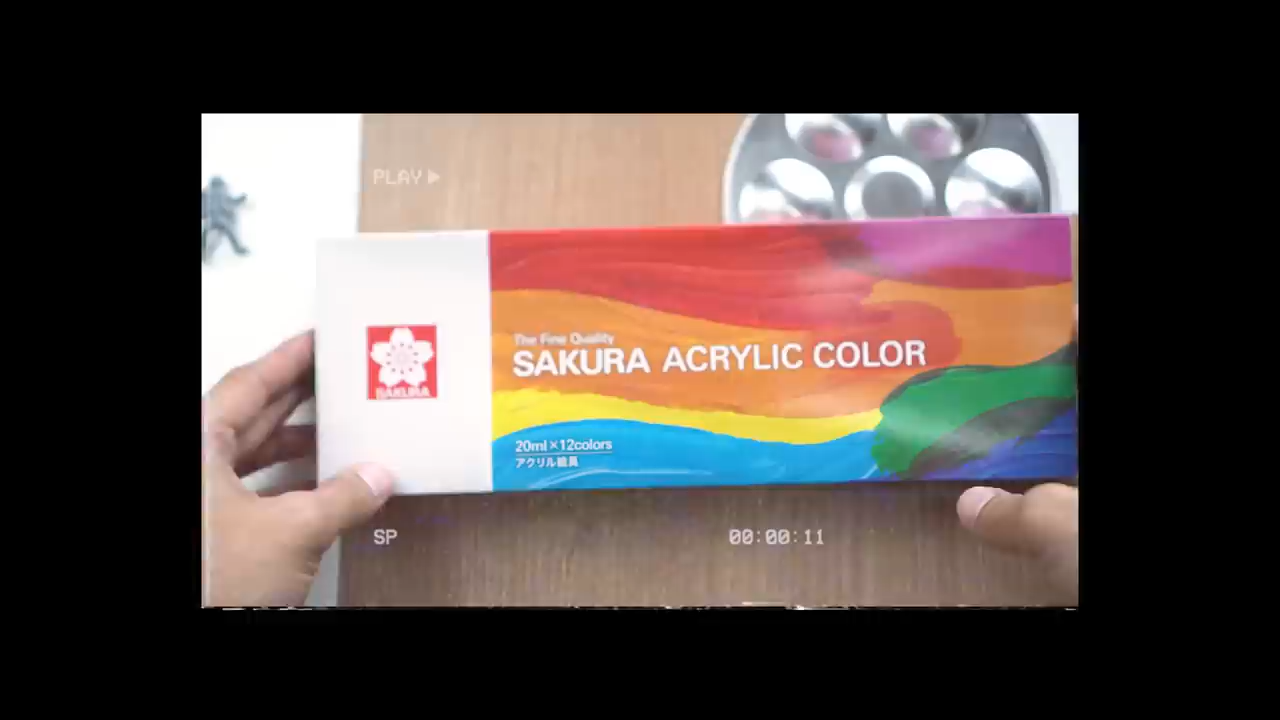 PLAY
The Fine Quality
SAKURA ACRYLIC COLOR
SAKURA
20ml×12colors
アクリル絵具
SP
00:00:11